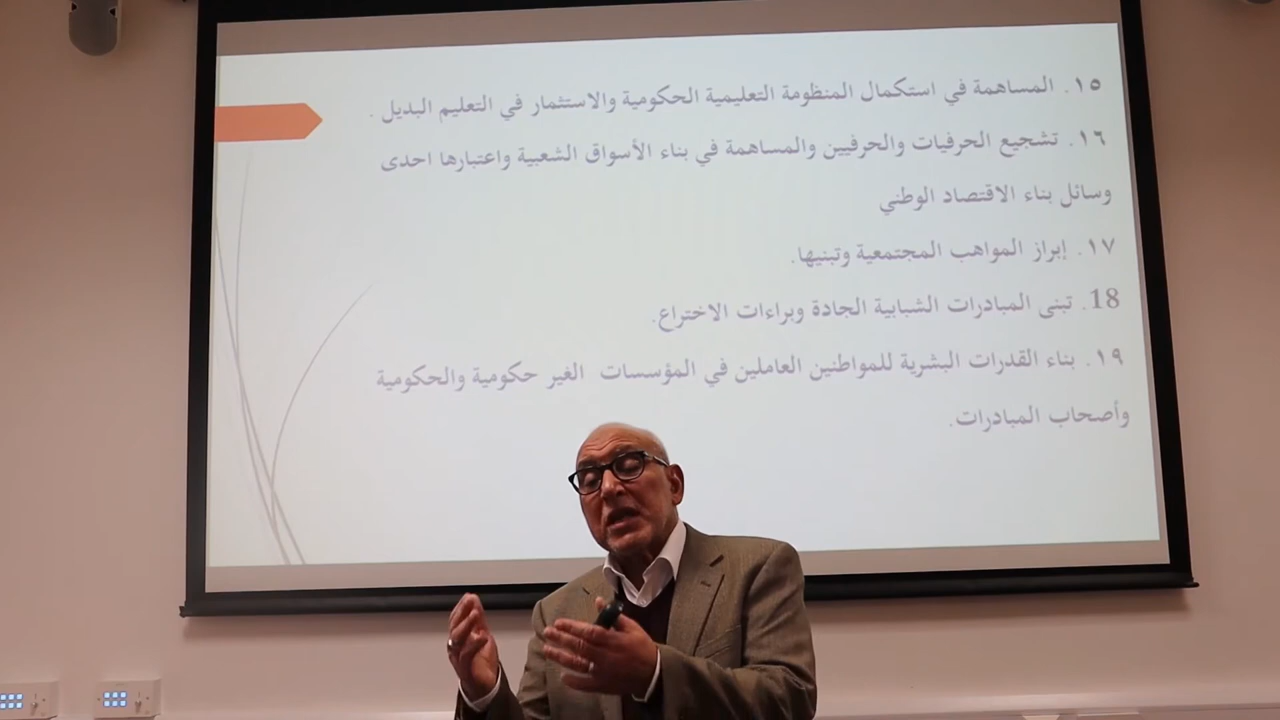 ١٥. المساهمة في استكمال المنظومة التعليمية الحكومية والاستثمار في التعليم البديل .
١٦. تشجيع الحرفيات والحرفيين والمساهمة في بناء الأسواق الشعبية واعتبارها احدى
وسائل بناء الاقتصاد الوطني
١٧. إبراز المواهب المجتمعية وتبنيها.
18. تبنى المبادرات الشبابية الجادة وبراءات الاختراع.
١٩. بناء القدرات البشرية للمواطنين العاملين في المؤسسات الغير حكومية والحكومية
وأصحاب المبادرات.